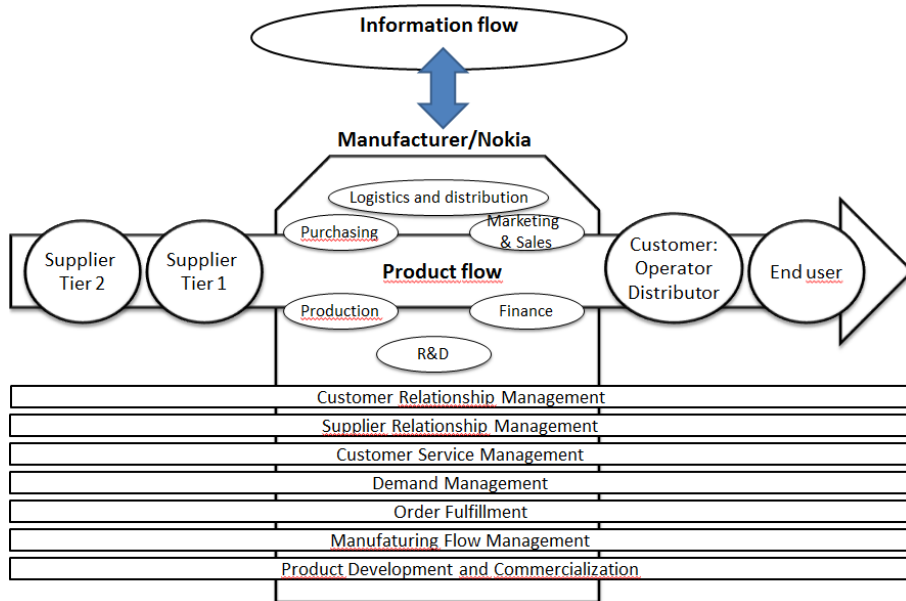 Information flow
Manufacturer/Nokia
Logistics and distribution
Purchasing
Marketing
& Sales
Supplier
Tier 2
Supplier
Tier 1
Product flow
Customer:
Operator
Distributor
End user
Production
Finance
R&D
Customer Relationship Management
Supplier Relationship Management
Customer Service Management
Demand Management
Order Fulfillment
Manufaturing Flow Management
Product Development and Commercialization